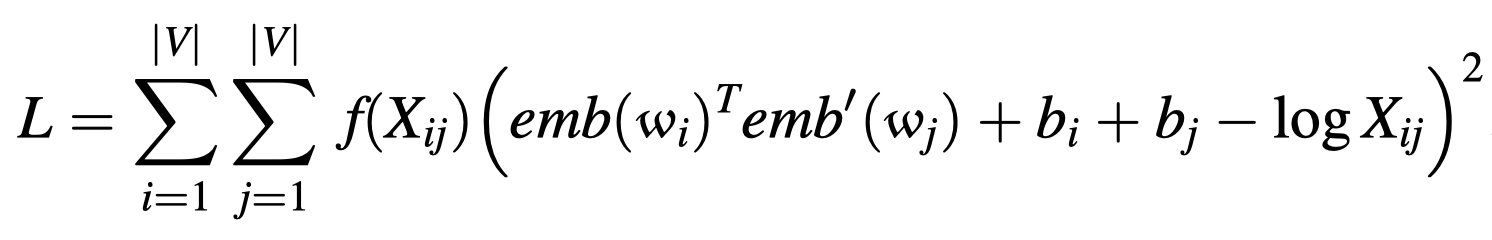 L = \sum_{i=1}^{|V|} \sum_{j=1}^{|V|} f(X_{ij}) \left( emb(w_i)^T emb'(w_j) + b_i + b_j - \log X_{ij} \right)^2